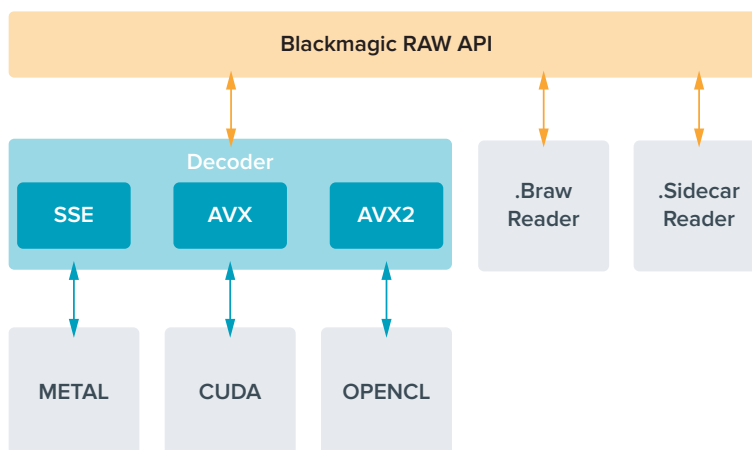 Blackmagic RAW API
Decoder
SSE
AVX
AVX2
.Braw
Reader
.Sidecar
Reader
METAL
CUDA
OPENCL